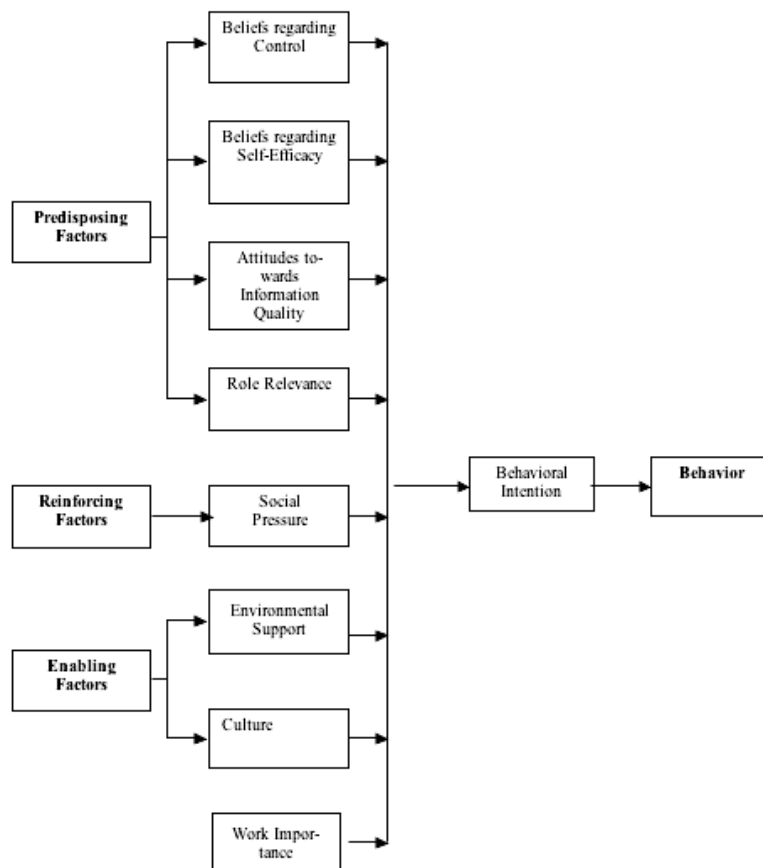 Beliefs regarding
Control
Beliefs regarding
Self-Efficacy
Predisposing
Factors
Attitudes to-
wards
Information
Quality
Role Relevance
Behavioral
Intention
Behavior
Reinforcing
Factors
Social
Pressure
Environmental
Support
Enabling
Factors
Culture
Work Impor-
tance